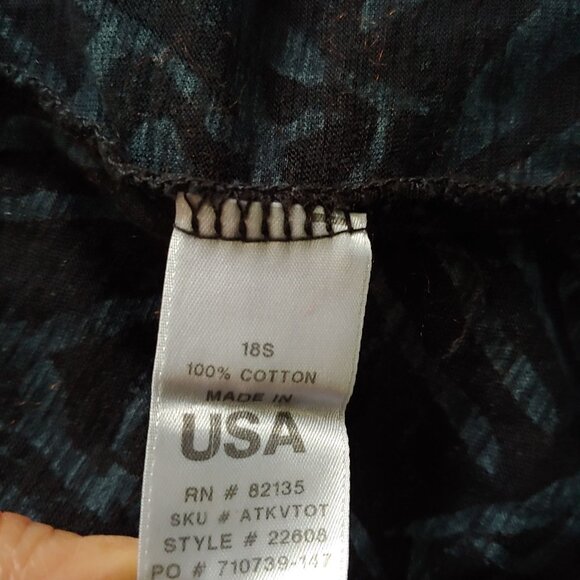 18S
100% COTTON
MADE IN
USA
RN # 82135
SKU # ATKVTOT
STYLE # 22608
PO # 710739-147